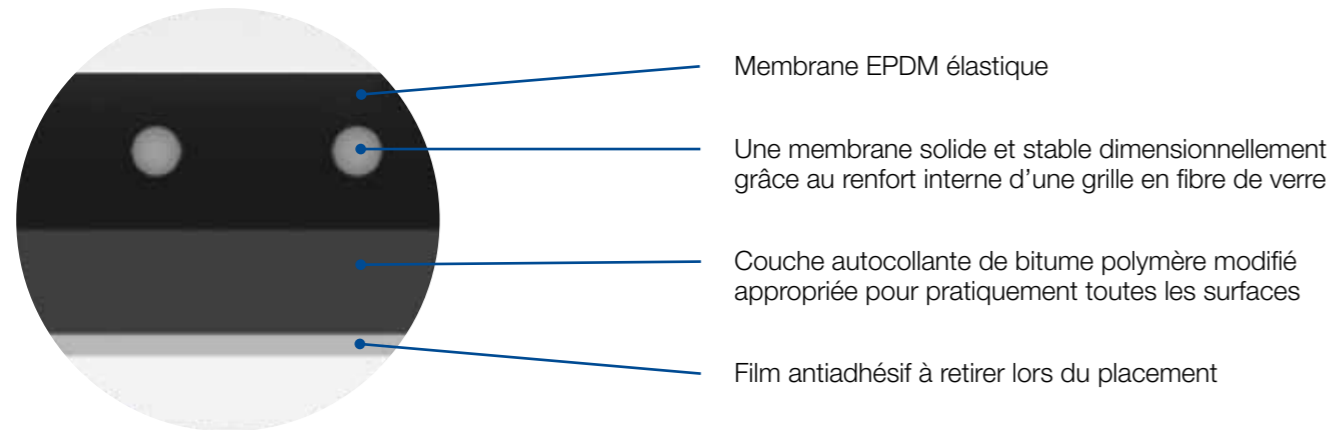 Membrane EPDM élastique
Une membrane solide et stable dimensionnellement
grâce au renfort interne d’une grille en fibre de verre
Couche autocollante de bitume polymère modifié
appropriée pour pratiquement toutes les surfaces
Film antiadhésif à retirer lors du placement